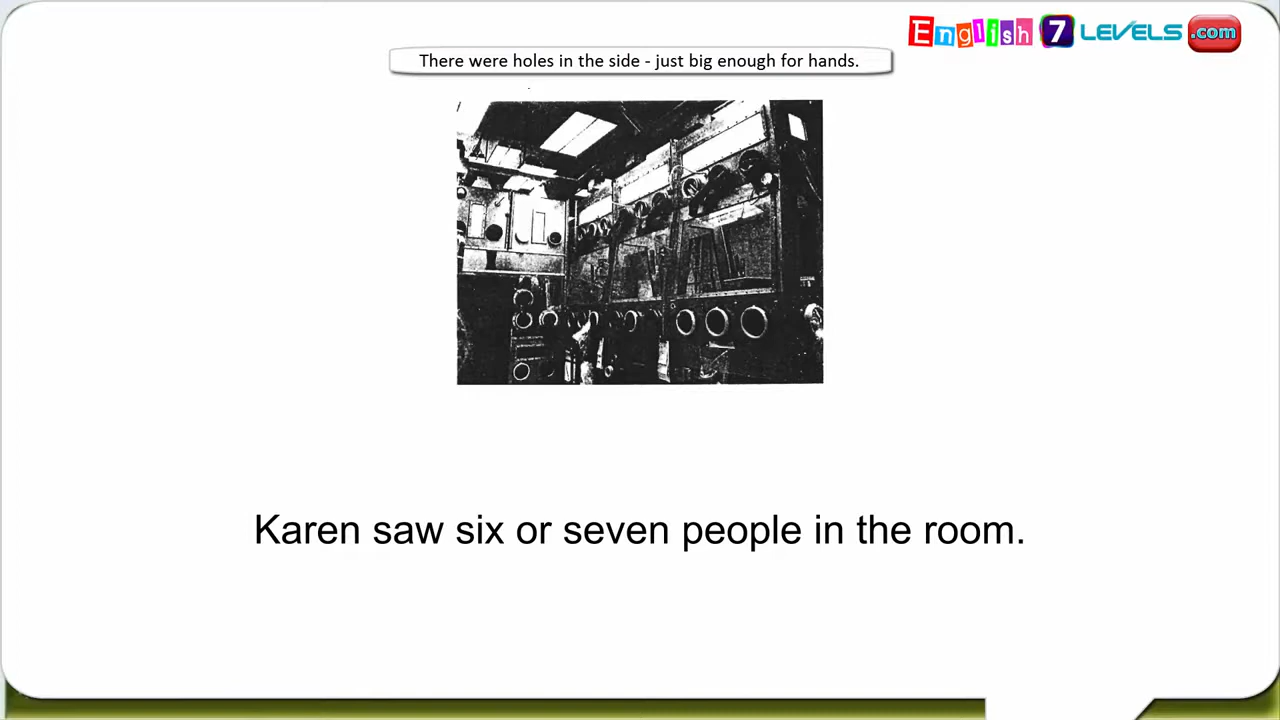 English 7 LEVELS .com
There were holes in the side - just big enough for hands.
Karen saw six or seven people in the room.